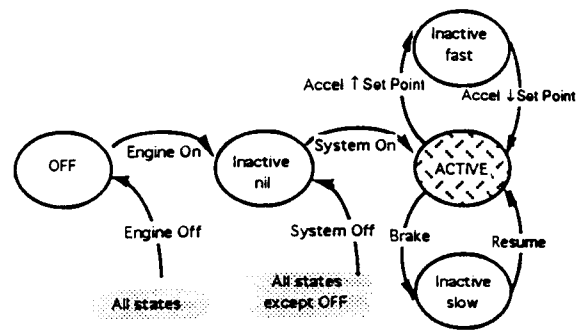 Inactive
fast
Accel ↑ Set Point
Accel ↓ Set Point
OFF
Engine On
Inactive
nil
System On
ACTIVE
Engine Off
System Off
Brake
Resume
All states
All states
except OFF
Inactive
slow